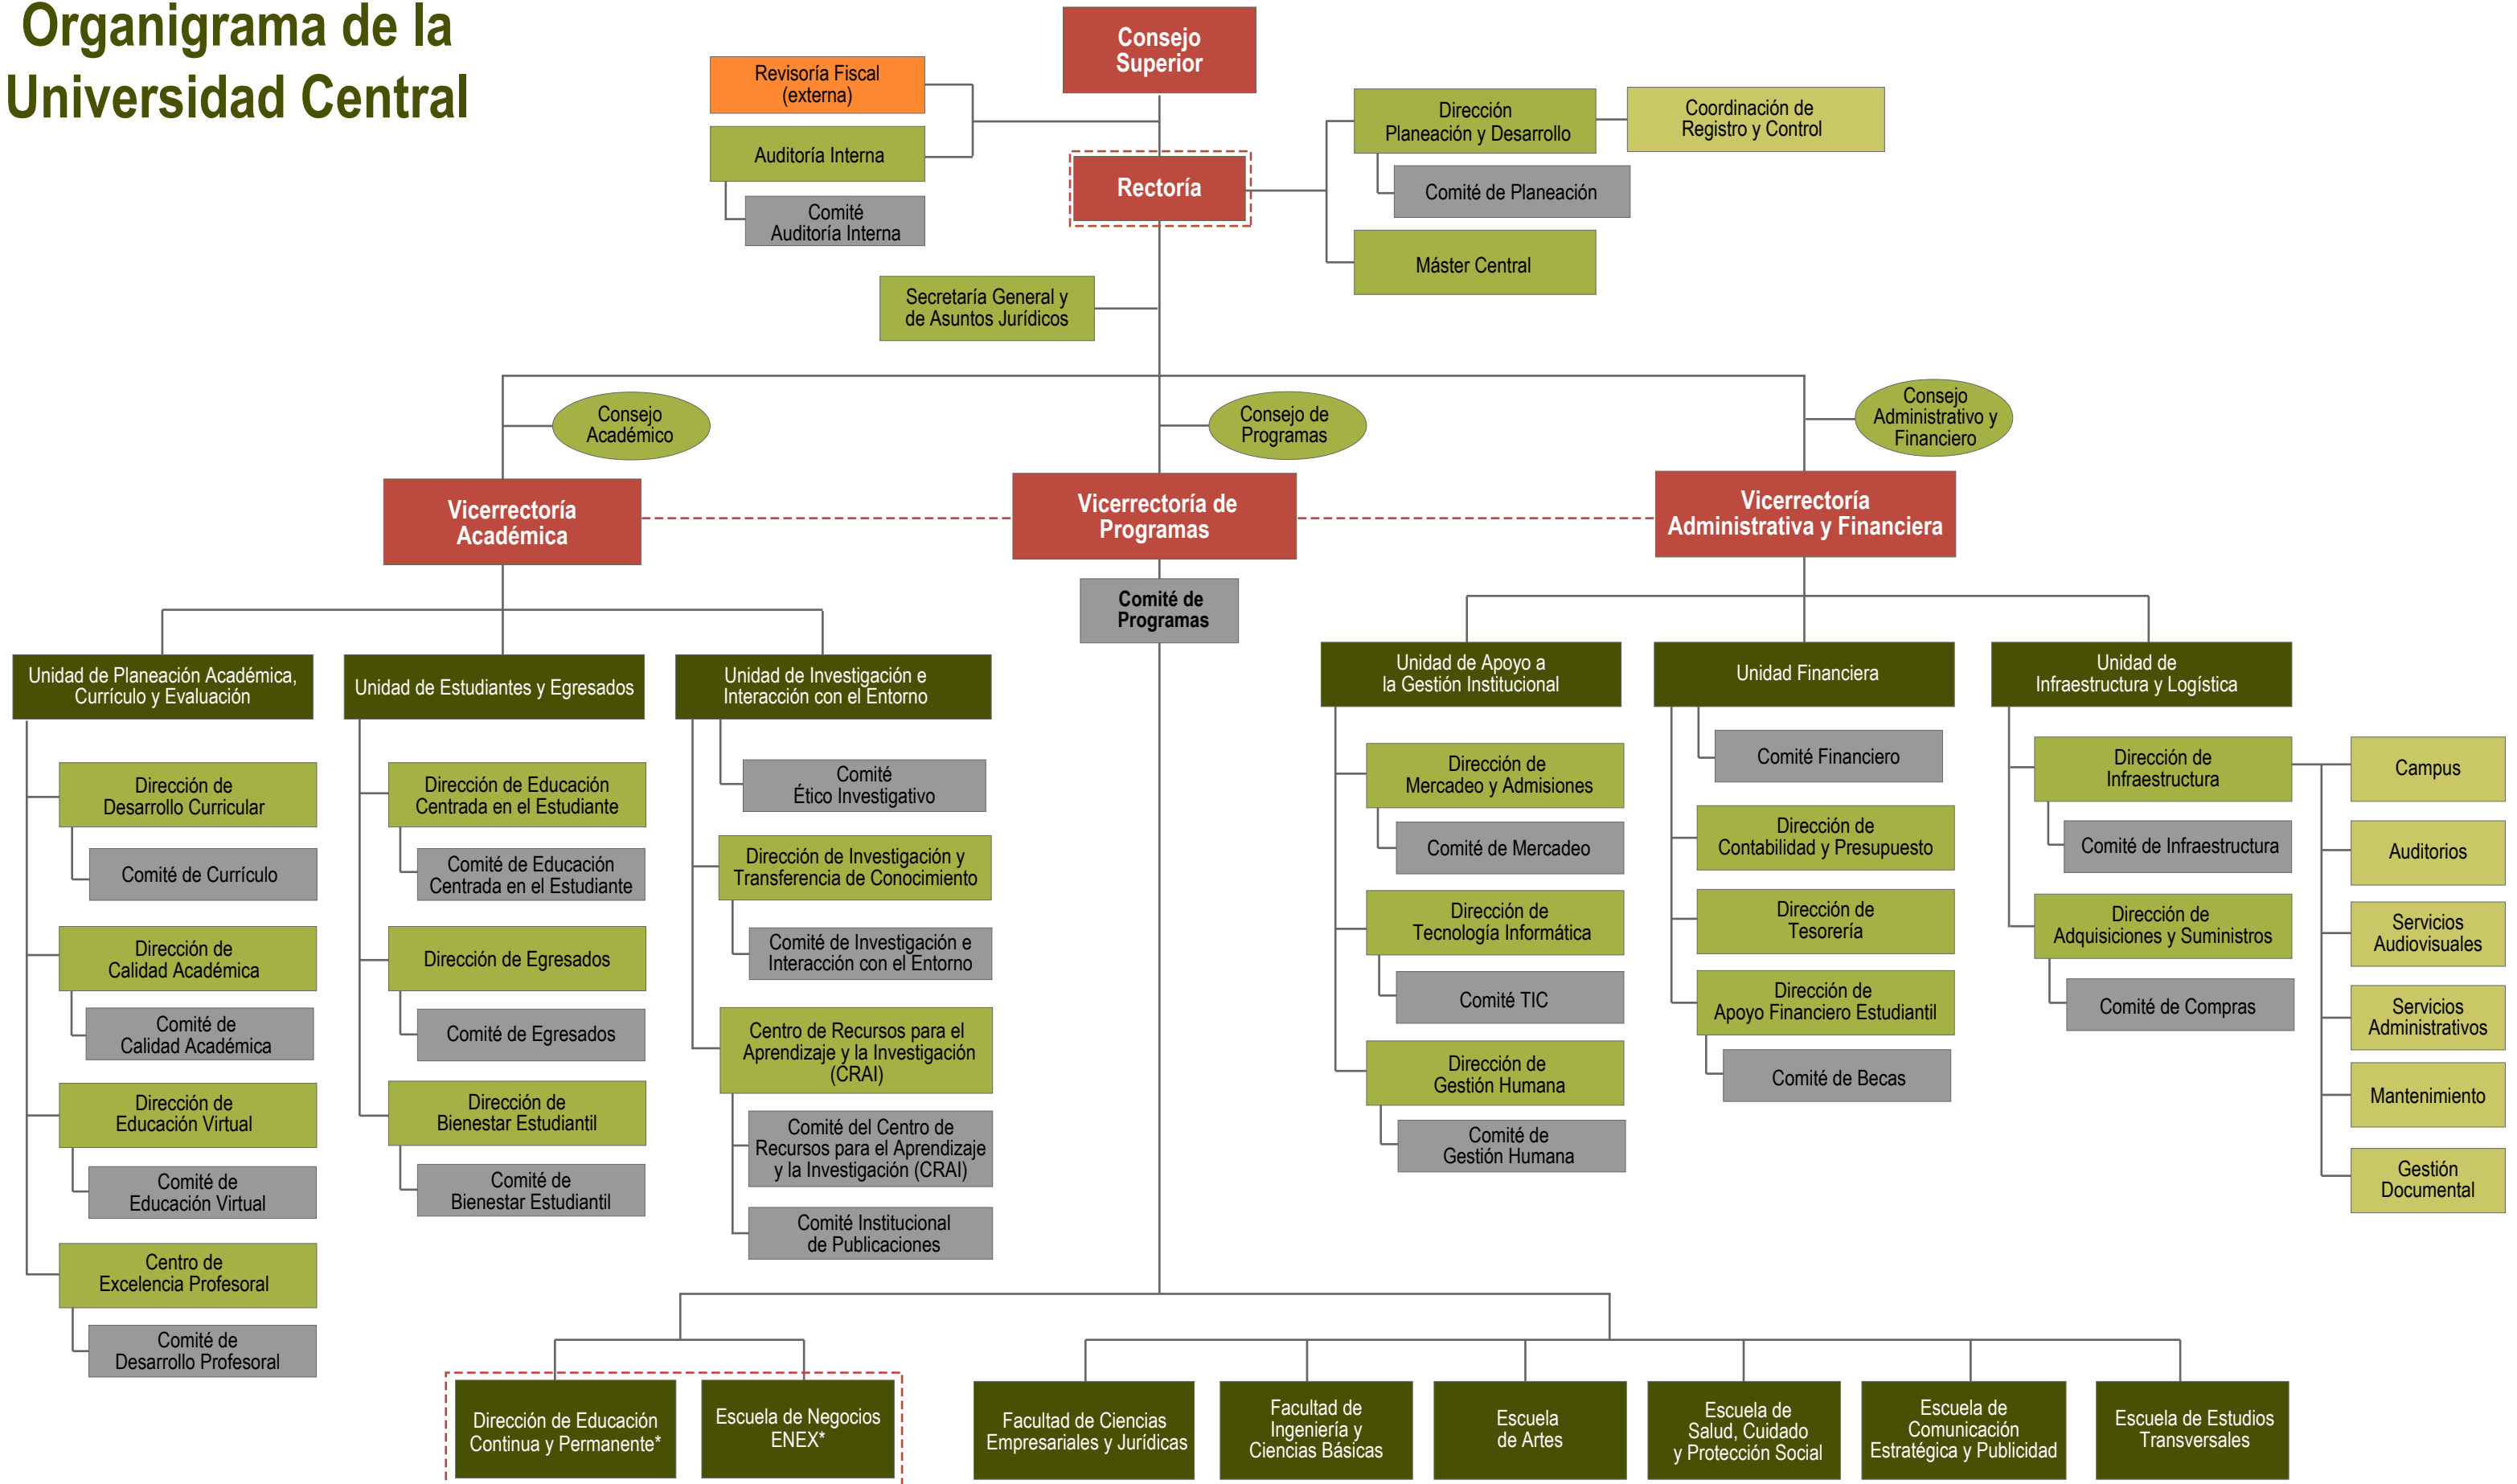 Organigrama de la
Universidad Central
Consejo
Superior
Revisoría Fiscal
(externa)
Auditoría Interna
Comité
Auditoría Interna
Rectoría
Dirección
Planeación y Desarrollo
Coordinación de
Registro y Control
Comité de Planeación
Máster Central
Secretaría General y
de Asuntos Jurídicos
Consejo
Académico
Consejo de
Programas
Consejo
Administrativo y
Financiero
Vicerrectoría
Académica
Vicerrectoría de
Programas
Vicerrectoría
Administrativa y Financiera
Comité de
Programas
Unidad de Planeación Académica,
Currículo y Evaluación
Dirección de
Desarrollo Curricular
Comité de Currículo
Dirección de
Calidad Académica
Comité de
Calidad Académica
Dirección de
Educación Virtual
Comité de
Educación Virtual
Centro de
Excelencia Profesoral
Comité de
Desarrollo Profesoral
Unidad de Estudiantes y Egresados
Dirección de Educación
Centrada en el Estudiante
Comité de Educación
Centrada en el Estudiante
Dirección de Egresados
Comité de Egresados
Dirección de
Bienestar Estudiantil
Comité de
Bienestar Estudiantil
Unidad de Investigación e
Interacción con el Entorno
Comité
Ético Investigativo
Dirección de Investigación y
Transferencia de Conocimiento
Comité de Investigación e
Interacción con el Entorno
Centro de Recursos para el
Aprendizaje y la Investigación
(CRAI)
Comité del Centro de
Recursos para el Aprendizaje
y la Investigación (CRAI)
Comité Institucional
de Publicaciones
Unidad de Apoyo a
la Gestión Institucional
Dirección de
Mercadeo y Admisiones
Comité de Mercadeo
Dirección de
Tecnología Informática
Comité TIC
Dirección de
Gestión Humana
Comité de
Gestión Humana
Unidad Financiera
Comité Financiero
Dirección de
Contabilidad y Presupuesto
Dirección de
Tesorería
Dirección de
Apoyo Financiero Estudiantil
Comité de Becas
Unidad de
Infraestructura y Logística
Dirección de
Infraestructura
Comité de Infraestructura
Dirección de
Adquisiciones y Suministros
Comité de Compras
Campus
Auditorios
Servicios
Audiovisuales
Servicios
Administrativos
Mantenimiento
Gestión
Documental
Dirección de Educación
Continua y Permanente*
Escuela de Negocios
ENEX*
Facultad de Ciencias
Empresariales y Jurídicas
Facultad de
Ingeniería y
Ciencias Básicas
Escuela
de Artes
Escuela de
Salud, Cuidado
y Protección Social
Escuela de
Comunicación
Estratégica y Publicidad
Escuela de Estudios
Transversales